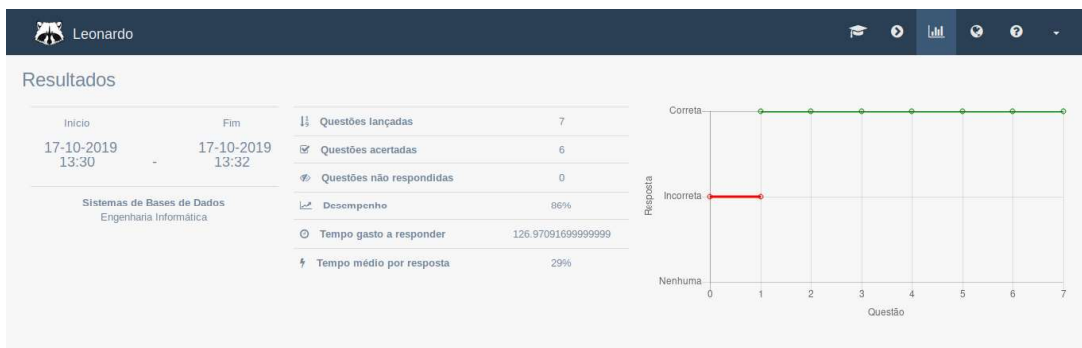 Leonardo
Resultados
Início Fim
17-10-2019 17-10-2019
13:30 - 13:32
Sistemas de Bases de Dados
Engenharia Informática
Questões lançadas 7
Questões acertadas 6
Questões não respondidas 0
Desempenho 86%
Tempo gasto a responder 126.97091699999999
Tempo médio por resposta 29%
Correta
Incorreta
Nenhuma
Resposta
0 1 2 3 4 5 6 7
Questão